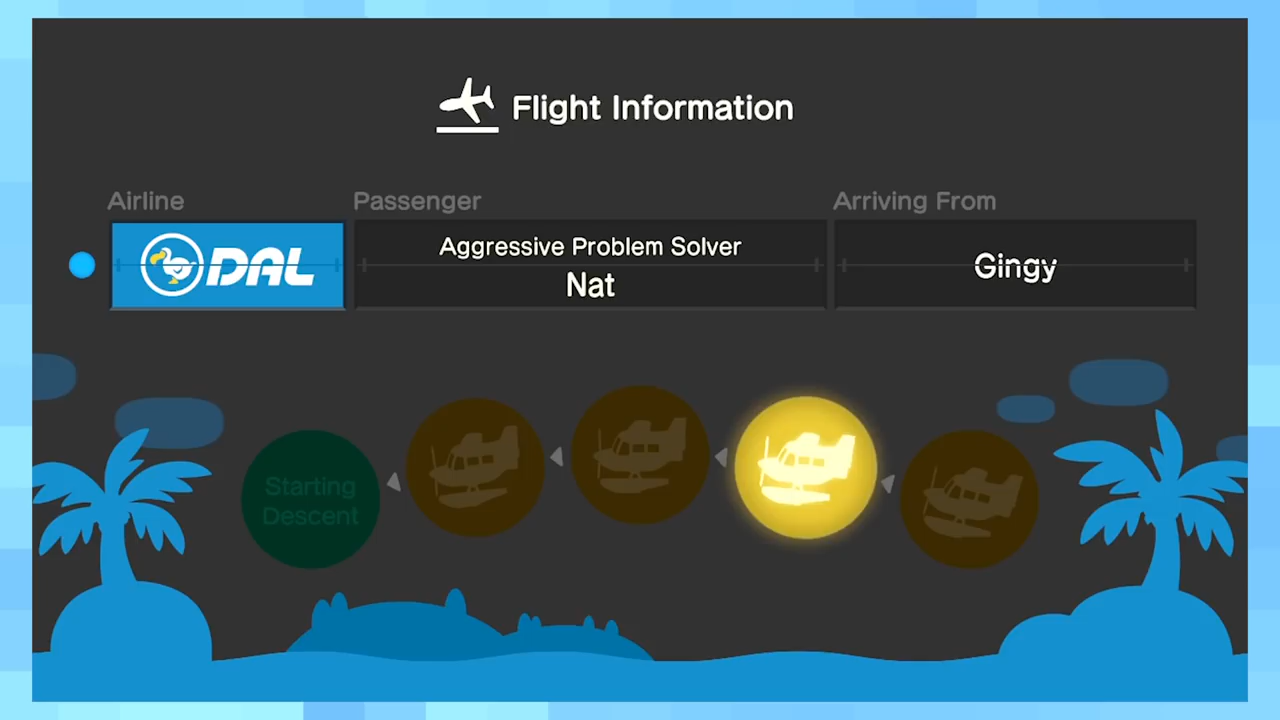 Flight Information
Airline
Passenger
Arriving From
DAL
Aggressive Problem Solver
Nat
Gingy
Starting
Descent